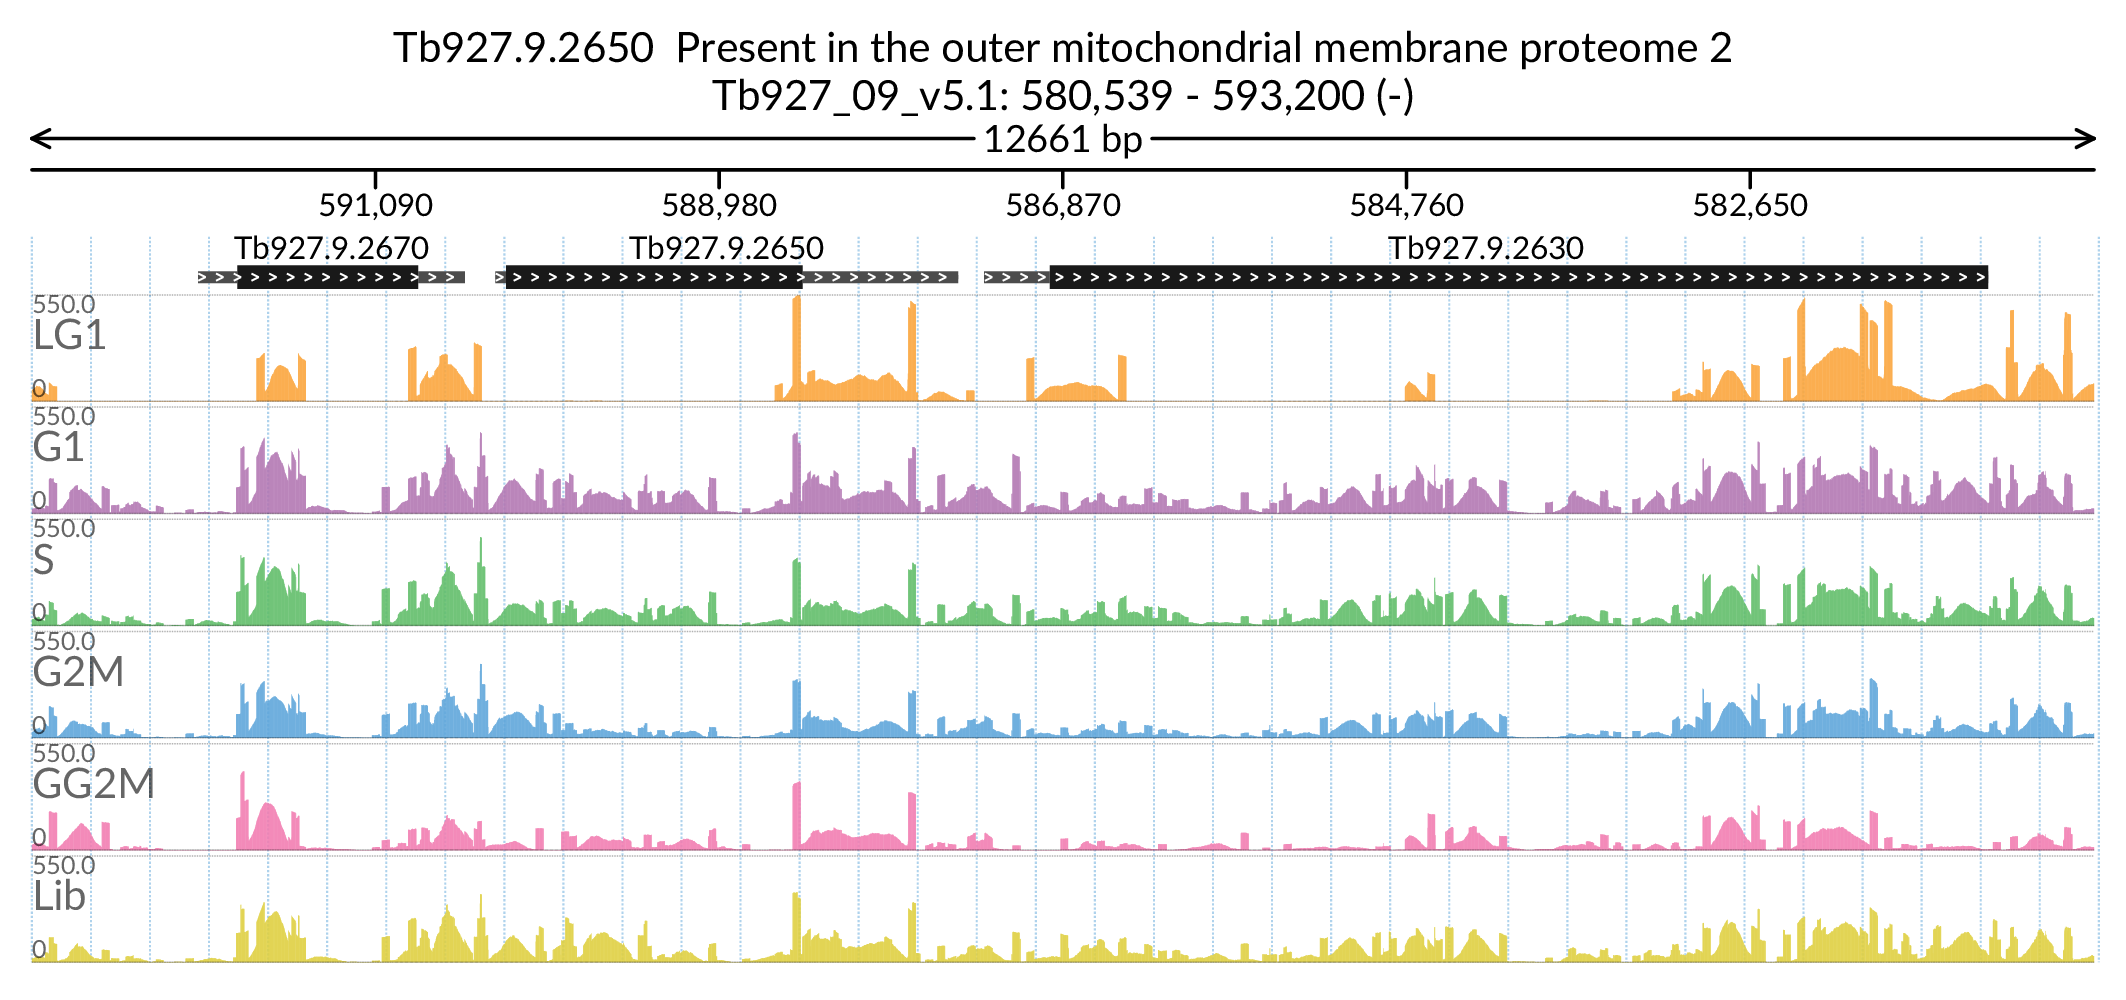 Tb927.9.2650  Present in the outer mitochondrial membrane proteome 2
Tb927_09_v5.1: 580,539 - 593,200 (-)
12661 bp
591,090 588,980 586,870 584,760 582,650
Tb927.9.2670 Tb927.9.2650 Tb927.9.2630
550.0
LG1
0
550.0
G1
0
550.0
S
0
550.0
G2M
0
550.0
GG2M
0
550.0
Lib
0